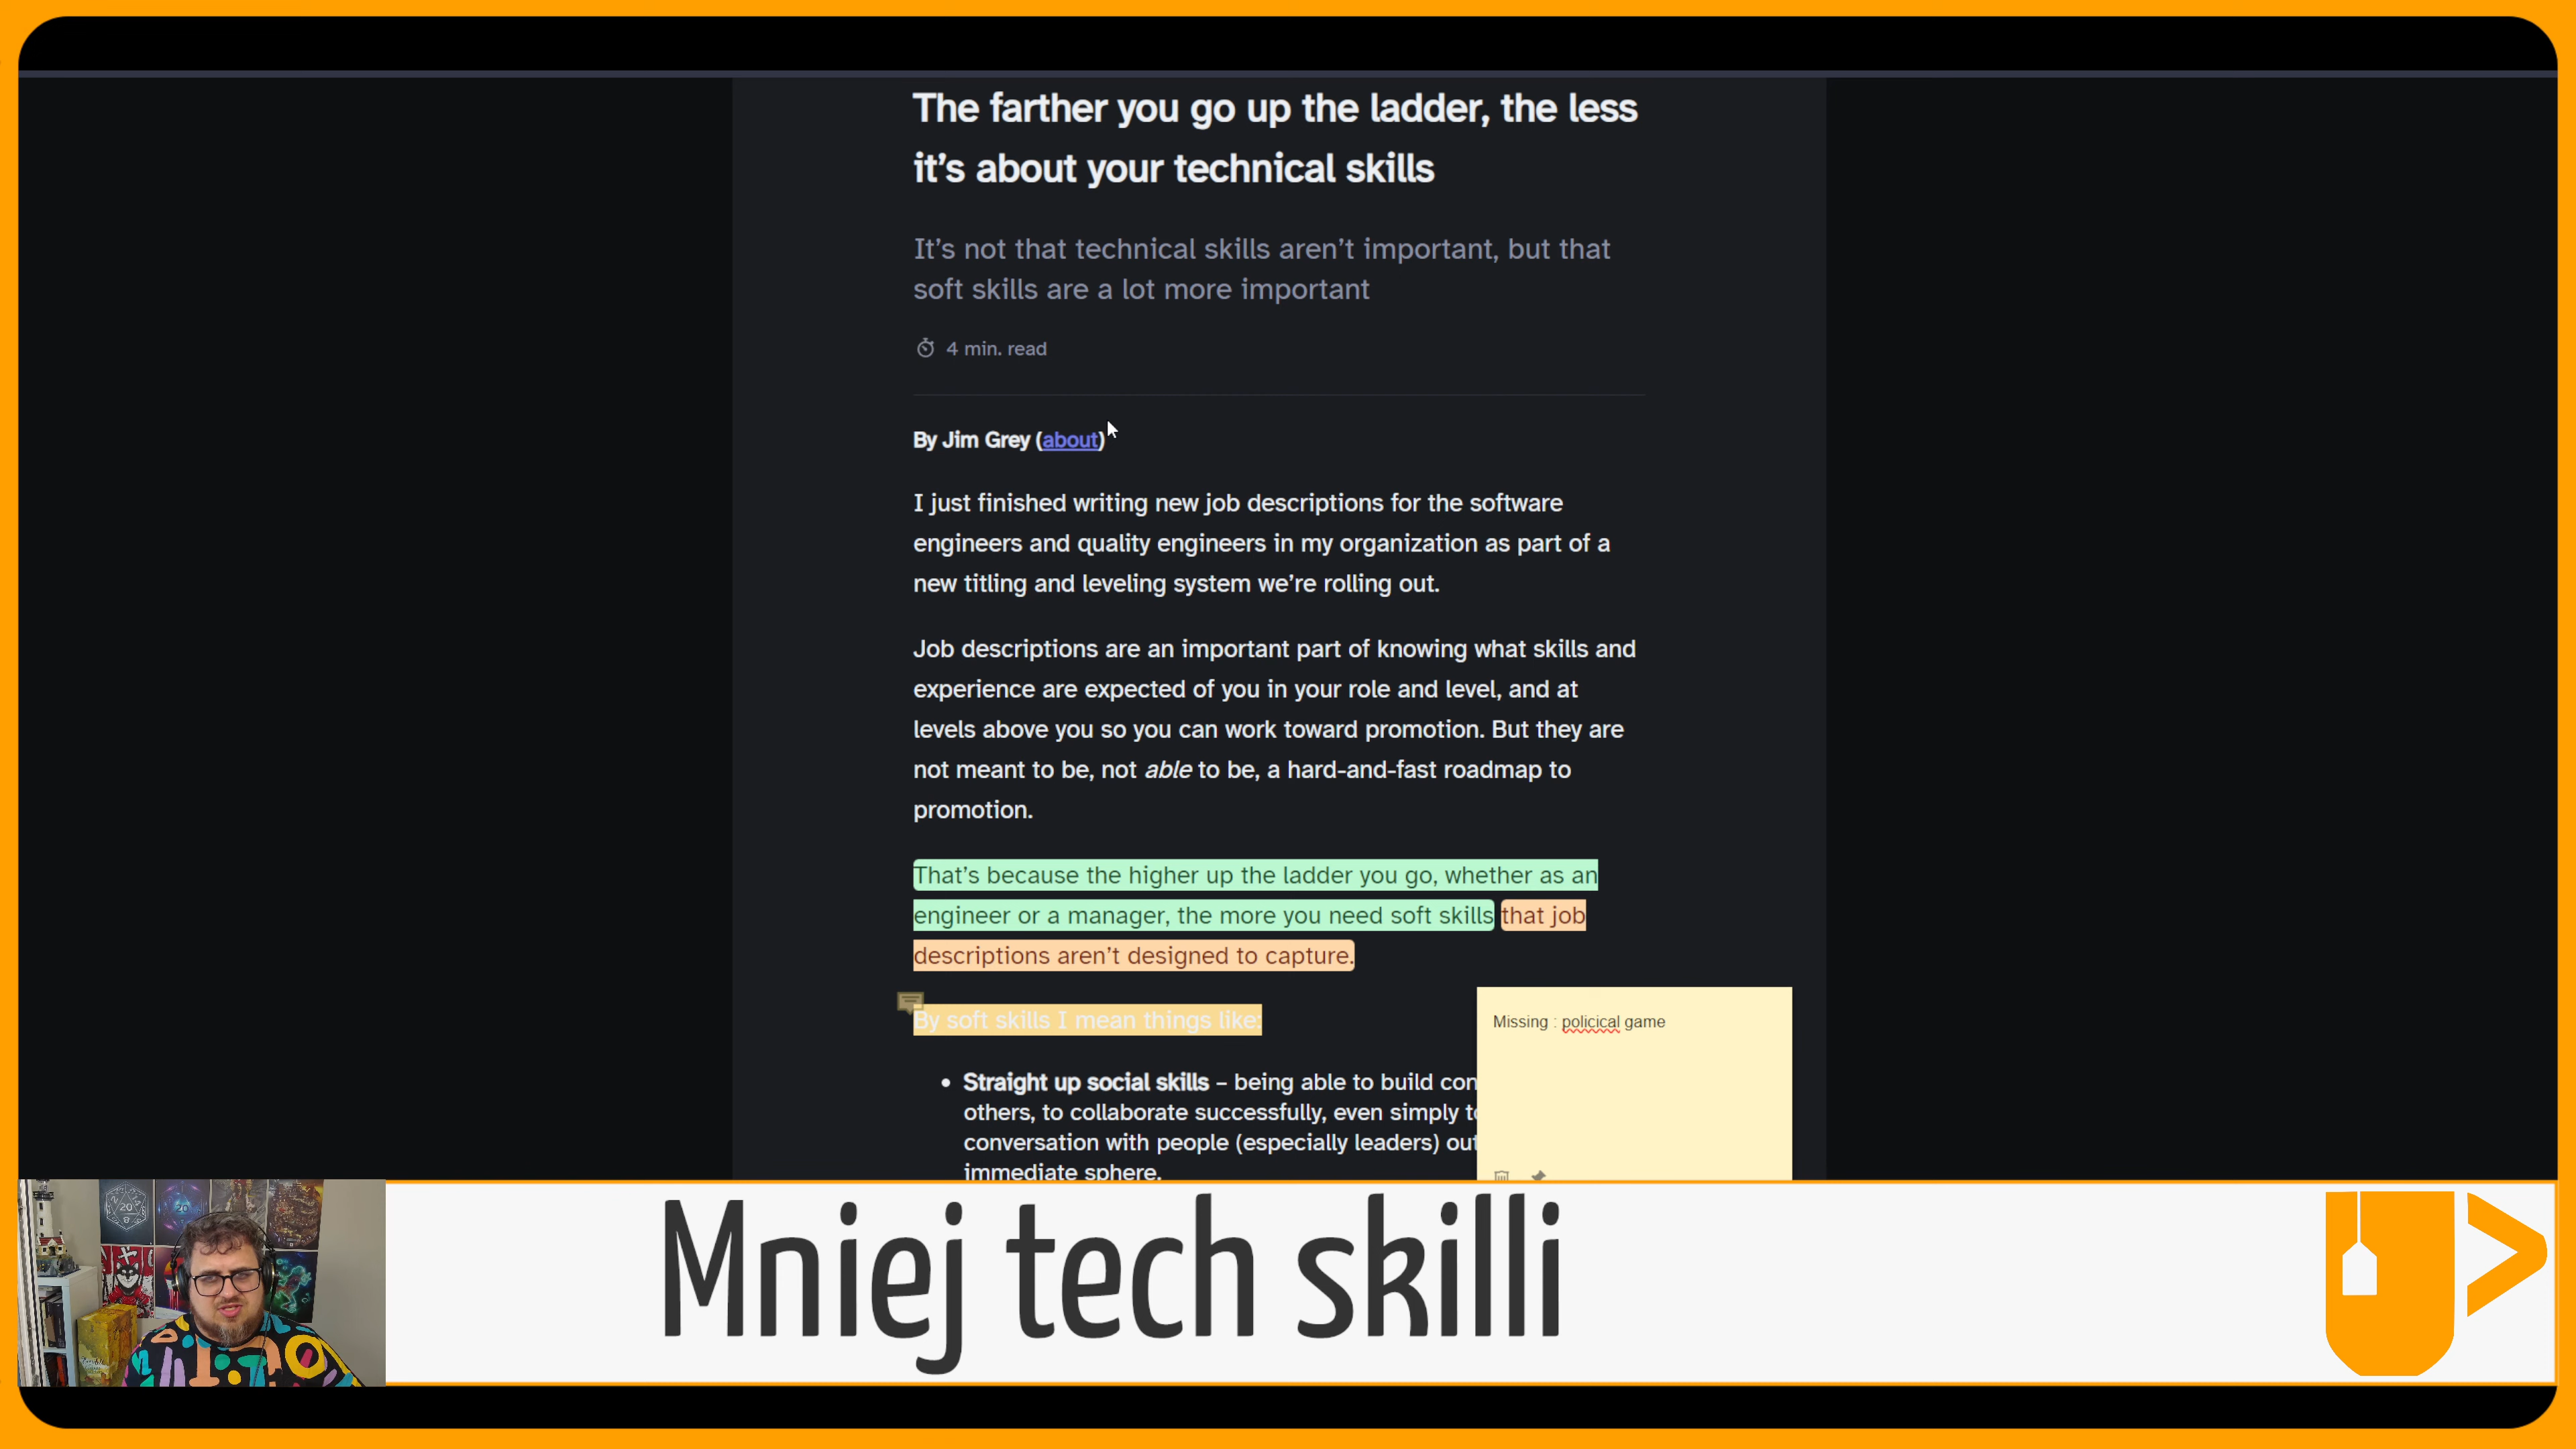 The farther you go up the ladder, the less
it’s about your technical skills
It’s not that technical skills aren’t important, but that
soft skills are a lot more important
4 min. read
By Jim Grey (about)
I just finished writing new job descriptions for the software
engineers and quality engineers in my organization as part of a
new titling and leveling system we’re rolling out.
Job descriptions are an important part of knowing what skills and
experience are expected of you in your role and level, and at
levels above you so you can work toward promotion. But they are
not meant to be, not able to be, a hard-and-fast roadmap to
promotion.
That’s because the higher up the ladder you go, whether as an
engineer or a manager, the more you need soft skills that job
descriptions aren’t designed to capture.
By soft skills I mean things like:
Missing : policical game
• Straight up social skills – being able to build con
others, to collaborate successfully, even simply to
conversation with people (especially leaders) out
immediate sphere.
Mniej tech skilli
20
20